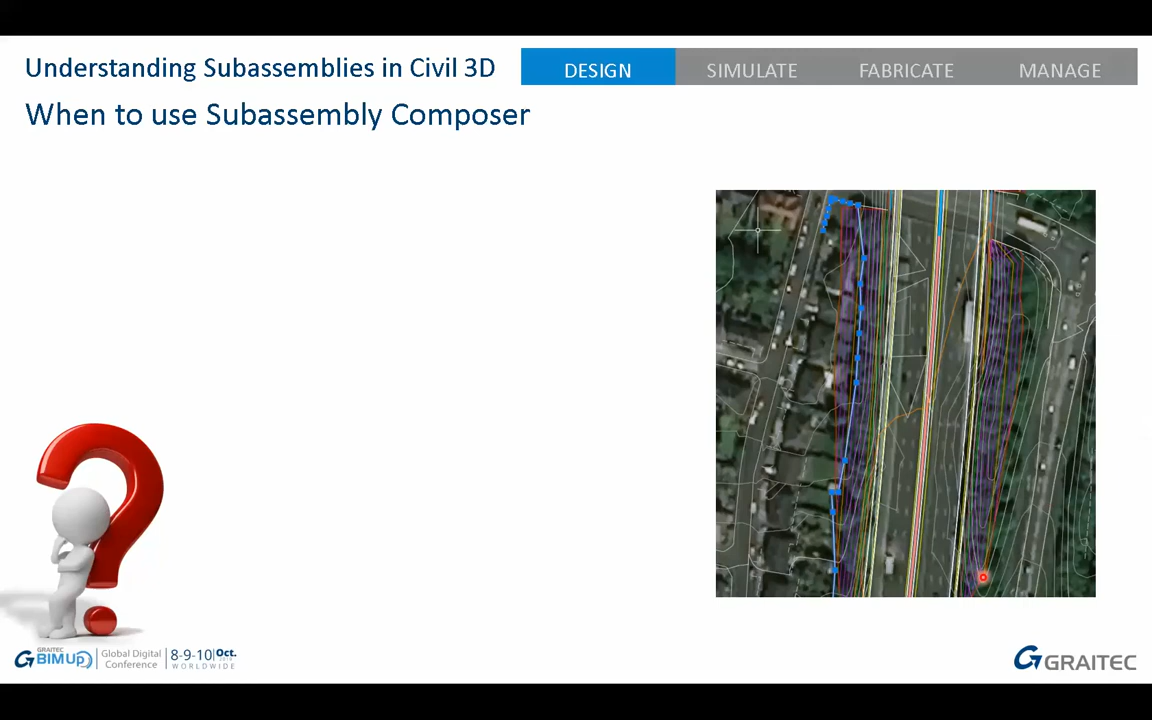 Understanding Subassemblies in Civil 3D
DESIGN
SIMULATE
FABRICATE
MANAGE
When to use Subassembly Composer
GRAITEC
BIMUp
Global Digital
Conference
8-9-10 Oct.
WORLDWIDE
GRAITEC